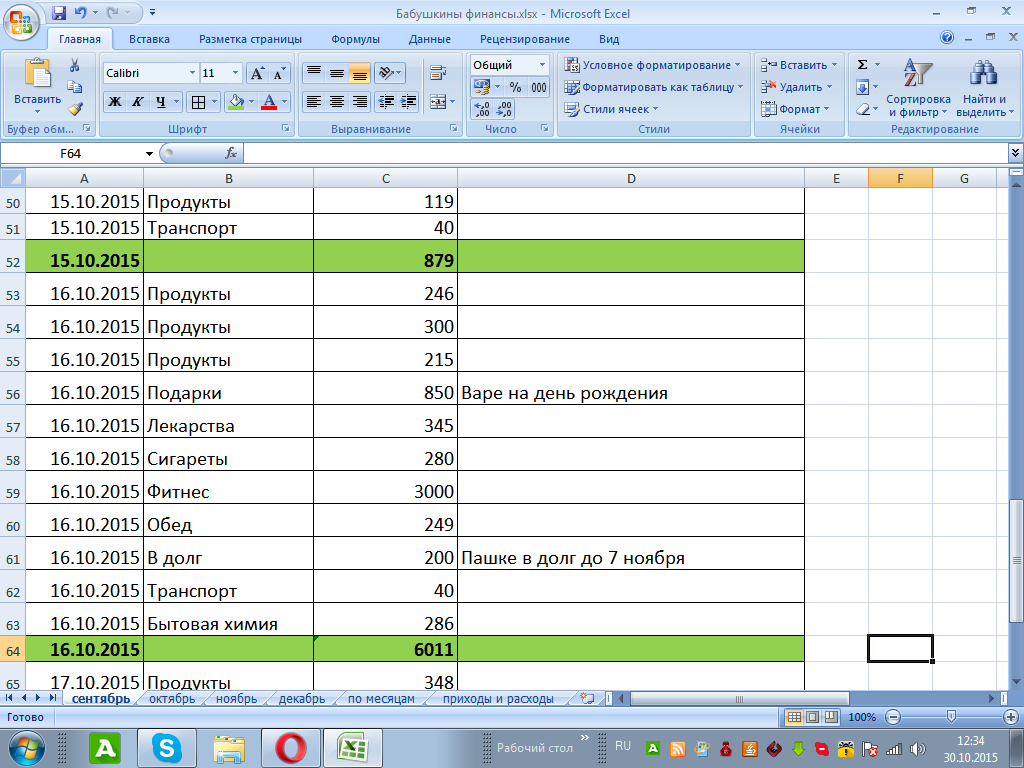 Бабушкины финансы.xlsx - Microsoft Excel
Главная Вставка Разметка страницы Формулы Данные Рецензирование Вид
Вставить
Calibri 11
Ж К Ч
Общий
% 000
Условное форматирование
Форматировать как таблицу
Стили ячеек
Вставить
Удалить
Формат
Σ
Сортировка и фильтр
Найти и выделить
Буфер обм... Шрифт Выравнивание Число Стили Ячейки Редактирование
F64 fx
A B C D E F G
50 15.10.2015 Продукты 119
51 15.10.2015 Транспорт 40
52 15.10.2015 879
53 16.10.2015 Продукты 246
54 16.10.2015 Продукты 300
55 16.10.2015 Продукты 215
56 16.10.2015 Подарки 850 Варе на день рождения
57 16.10.2015 Лекарства 345
58 16.10.2015 Сигареты 280
59 16.10.2015 Фитнес 3000
60 16.10.2015 Обед 249
61 16.10.2015 В долг 200 Пашке в долг до 7 ноября
62 16.10.2015 Транспорт 40
63 16.10.2015 Бытовая химия 286
64 16.10.2015 6011
65 17.10.2015 Продукты 348
сентябрь октябрь ноябрь декабрь по месяцам приходы и расходы
Готово 100%
Рабочий стол » RU 12:34
30.10.2015